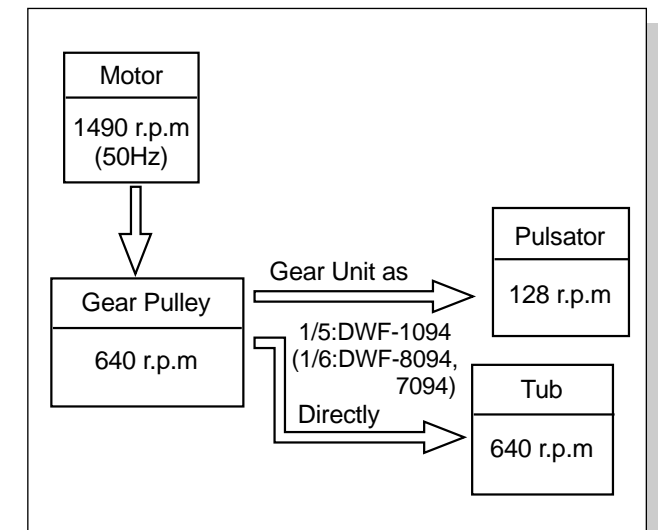 Motor
1490 r.p.m
(50Hz)
Gear Pulley
640 r.p.m
Gear Unit as
1/5:DWF-1094
(1/6:DWF-8094,
7094)
Directly
Pulsator
128 r.p.m
Tub
640 r.p.m